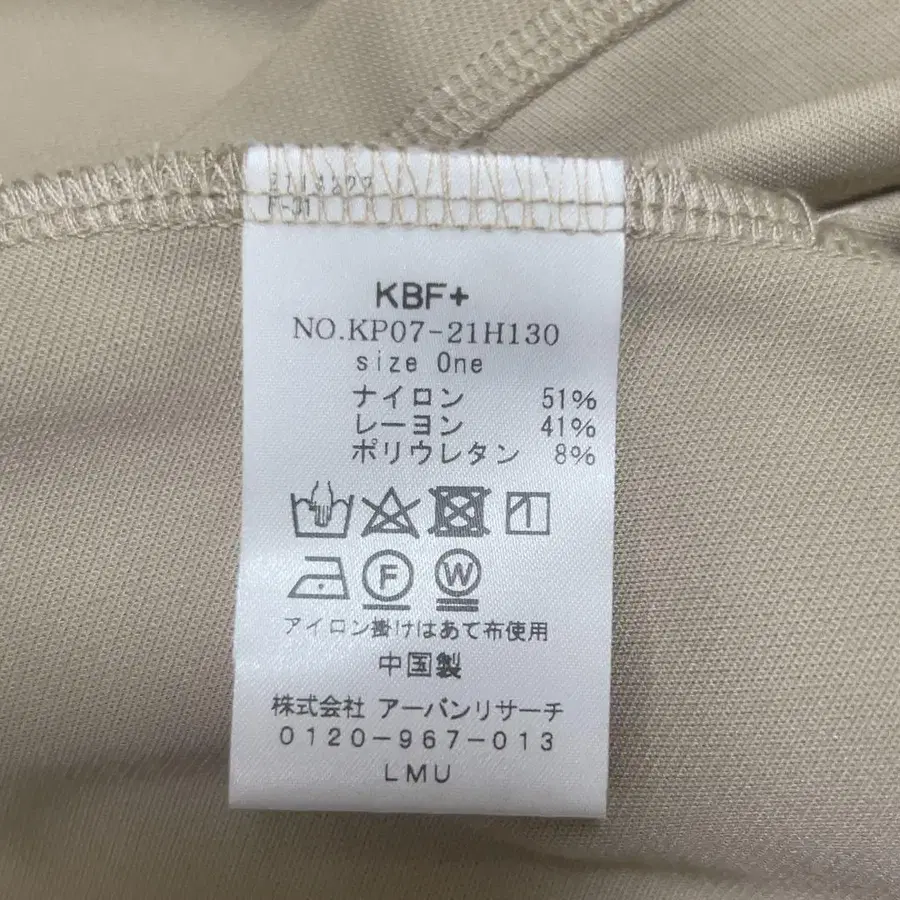 F-31
KBF+
NO.KP07-21H130
size One
ナイロン 51%
レーヨン 41%
ポリウレタン 8%
F W
アイロン掛けはあて布使用
中国製
株式会社 アーバンリサーチ
0120-967-013
LMU